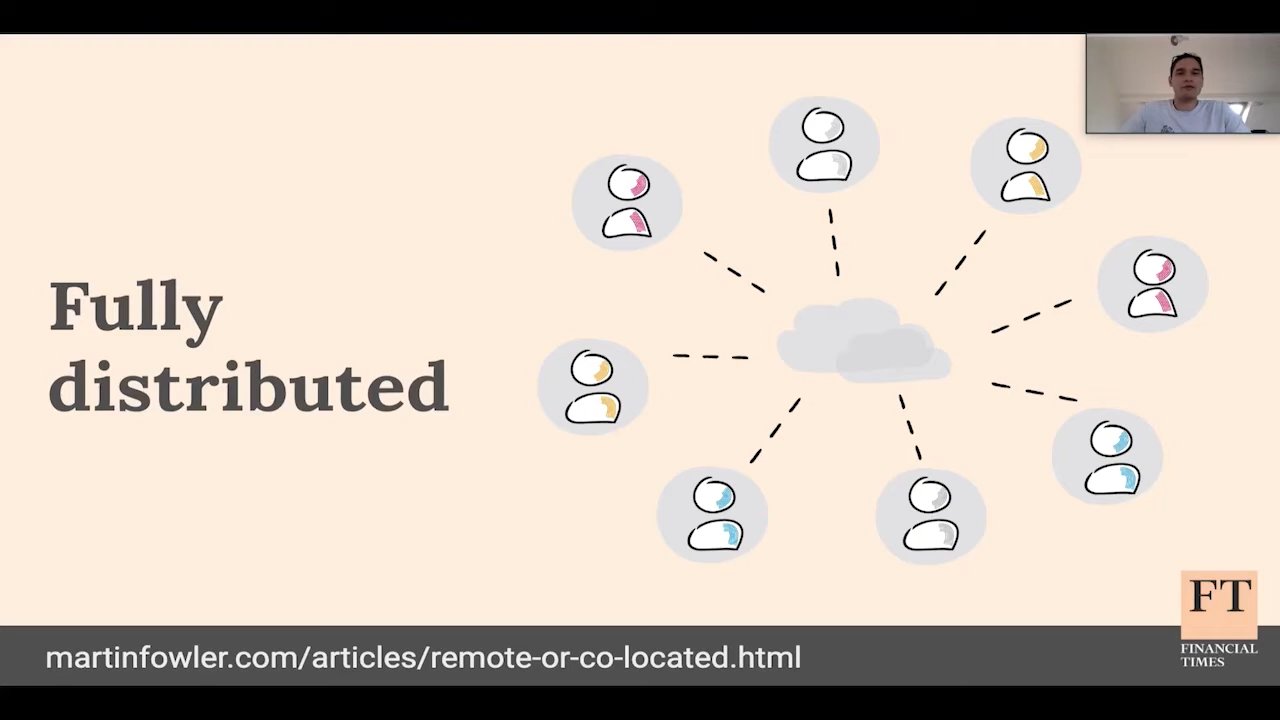 Fully
distributed
martinfowler.com/articles/remote-or-co-located.html
FT
FINANCIAL
TIMES